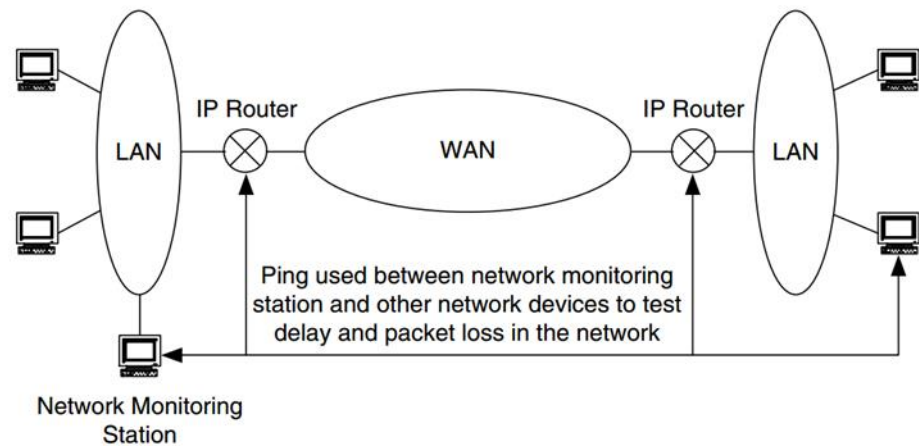 IP Router
IP Router
LAN
WAN
LAN
Ping used between network monitoring
station and other network devices to test
delay and packet loss in the network
Network Monitoring
Station